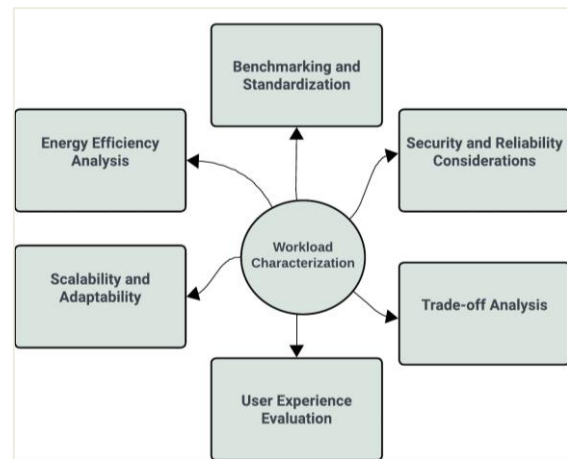 Benchmarking and
Standardization
Energy Efficiency
Analysis
Security and Reliability
Considerations
Workload
Characterization
Scalability and
Adaptability
Trade-off Analysis
User Experience
Evaluation